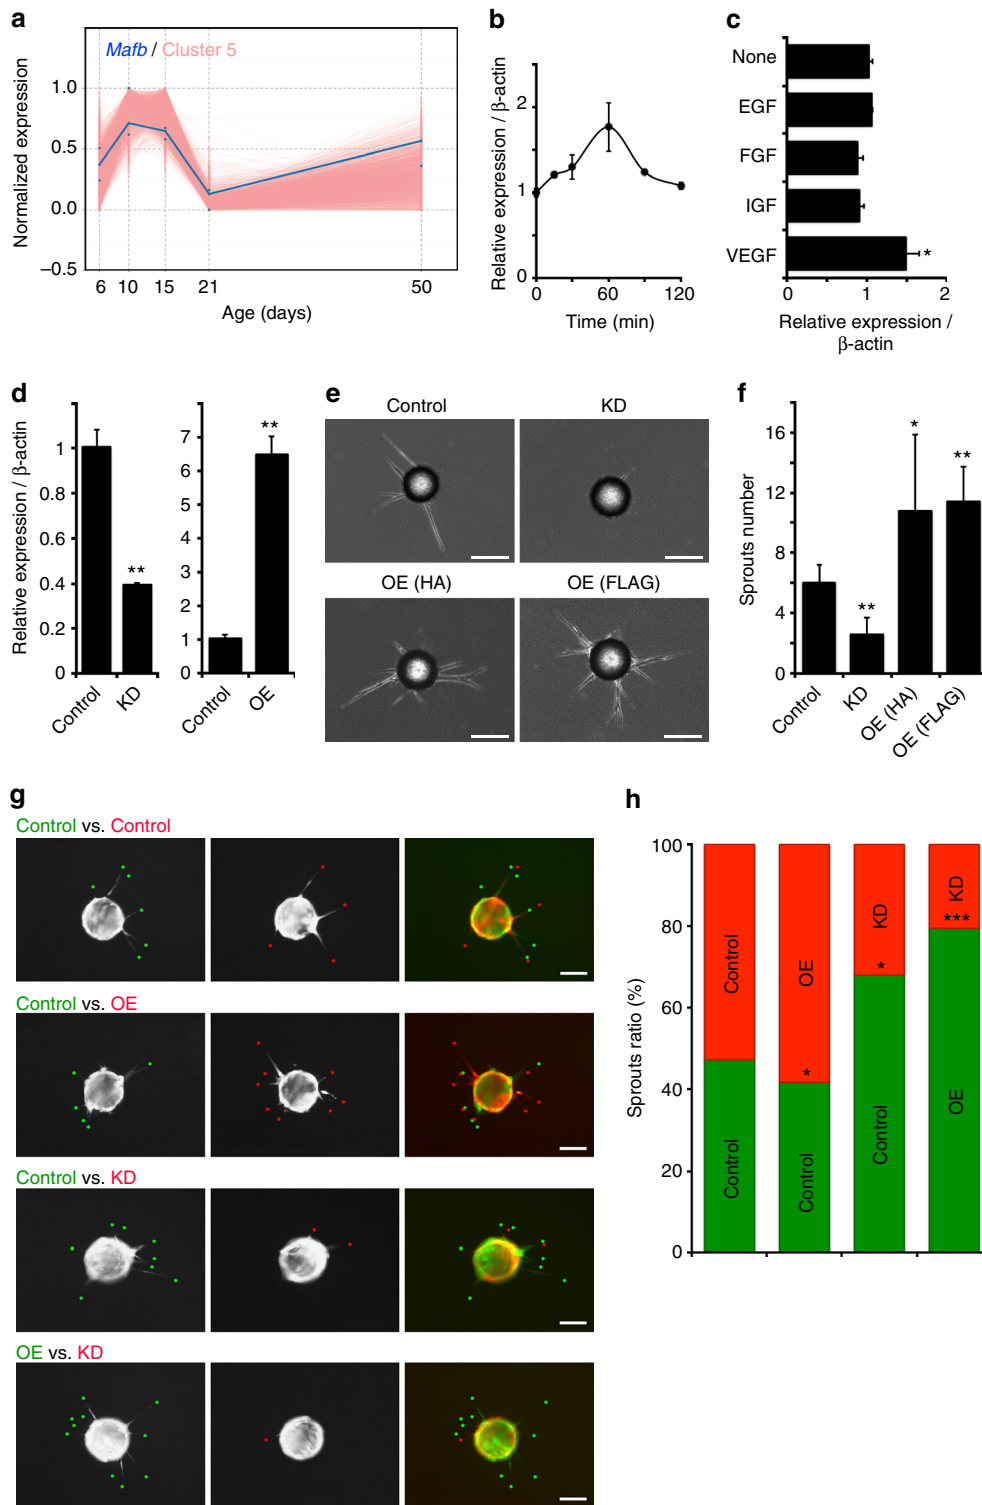 a
Mafb / Cluster 5
Normalized expression
1.0
0.5
0.0
–0.5
6 10 15 21 50
Age (days)
b
Relative expression / β-actin
2
1
0
0 60 120
Time (min)
c
None
EGF
FGF
IGF
VEGF
*
0 1 2
Relative expression /
β-actin
d
Relative expression / β-actin
1
0.8
0.6
0.4
0.2
0
**
Control
KD
7
6
5
4
3
2
1
0
**
Control
OE
e
Control
KD
OE (HA)
OE (FLAG)
f
Sprouts number
16
12
8
4
0
**
*
**
Control
KD
OE (HA)
OE (FLAG)
g
Control vs. Control
Control vs. OE
Control vs. KD
OE vs. KD
h
Sprouts ratio (%)
100
80
60
40
20
0
Control
Control
OE
*
Control
KD
*
Control
KD
***
OE